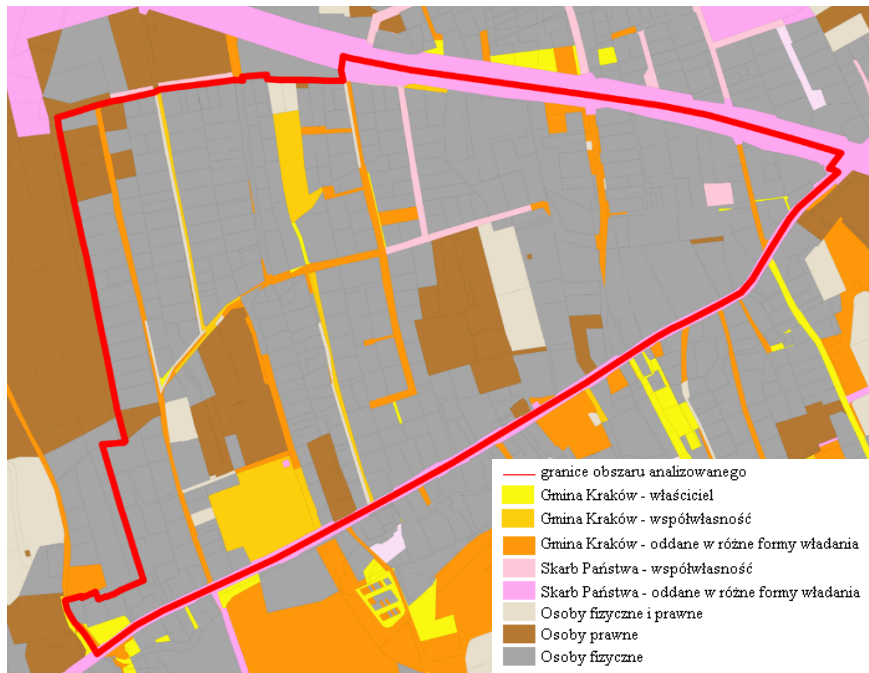 granice obszaru analizowanego
Gmina Kraków - właściciel
Gmina Kraków - współwłasność
Gmina Kraków - oddane w różne formy władania
Skarb Państwa - współwłasność
Skarb Państwa - oddane w różne formy władania
Osoby fizyczne i prawne
Osoby prawne
Osoby fizyczne